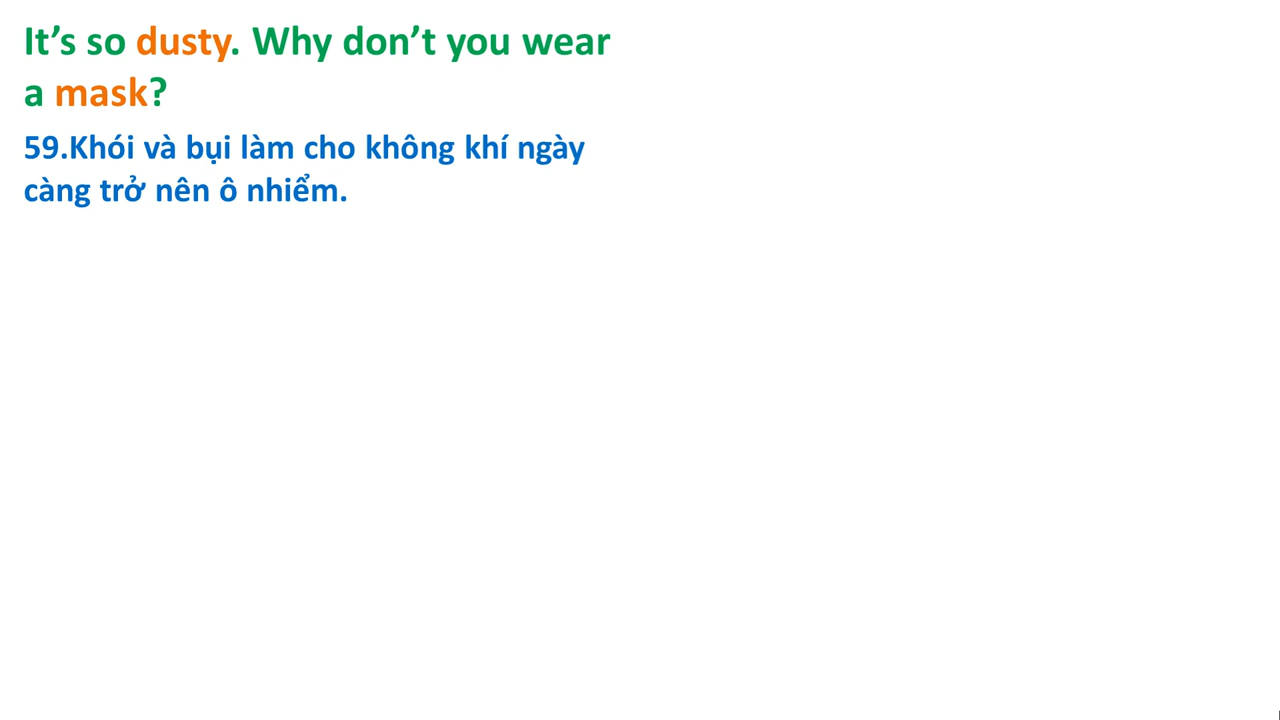 It’s so dusty. Why don’t you wear
a mask?
59.Khói và bụi làm cho không khí ngày
càng trở nên ô nhiểm.